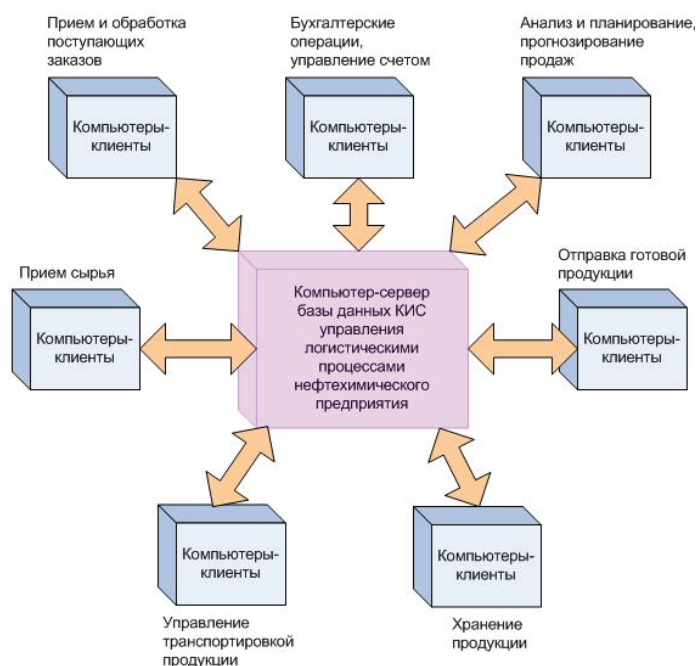 Прием и обработка
поступающих
заказов
Компьютеры-
клиенты
Бухгалтерские
операции,
управление счетом
Компьютеры-
клиенты
Анализ и планирование,
прогнозирование
продаж
Компьютеры-
клиенты
Прием сырья
Компьютеры-
клиенты
Компьютер-сервер
базы данных КИС
управления
логистическими
процессами
нефтехимического
предприятия
Отправка готовой
продукции
Компьютеры-
клиенты
Компьютеры-
клиенты
Управление
транспортировкой
продукции
Компьютеры-
клиенты
Хранение
продукции